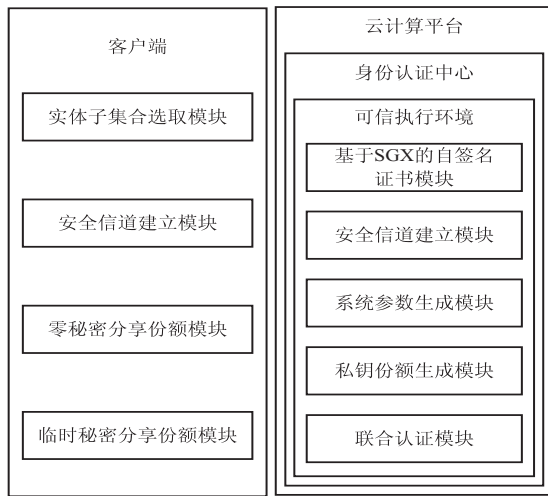 客户端
实体子集合选取模块
安全信道建立模块
零秘密分享份额模块
临时秘密分享份额模块
云计算平台
身份认证中心
可信执行环境
基于SGX的自签名
证书模块
安全信道建立模块
系统参数生成模块
私钥份额生成模块
联合认证模块